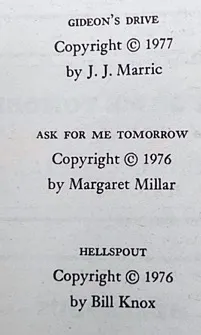 GIDEON'S DRIVE
Copyright © 1977
by J. J. Marric
ASK FOR ME TOMORROW
Copyright © 1976
by Margaret Millar
HELLSPOUT
Copyright © 1976
by Bill Knox